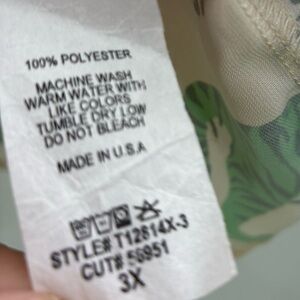 100% POLYESTER
MACHINE WASH
WARM WATER WITH
LIKE COLORS
TUMBLE DRY LOW
DO NOT BLEACH
MADE IN U.S.A
STYLE# T12814X-3
CUT# 56951
3X